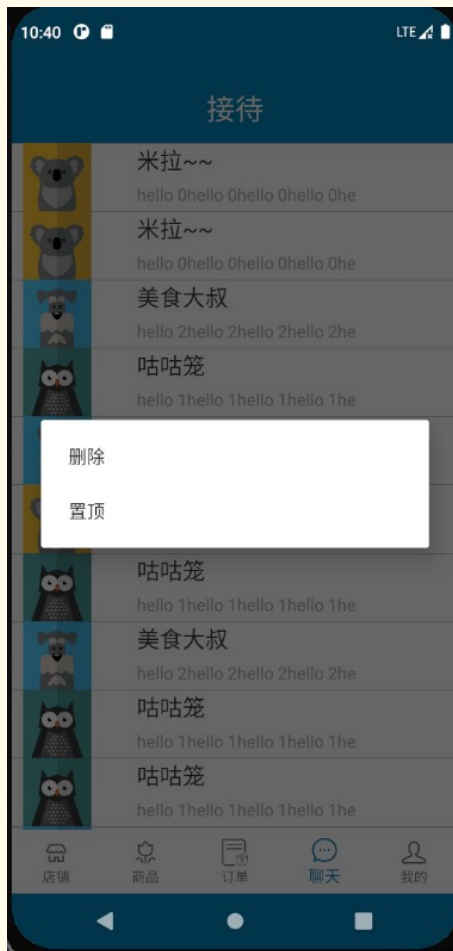 10:40
LTE
接待
米拉~~
hello 0hello 0hello 0hello 0he
米拉~~
hello 0hello 0hello 0hello 0he
美食大叔
hello 2hello 2hello 2hello 2he
咕咕笼
hello 1hello 1hello 1hello 1he
删除
置顶
咕咕笼
hello 1hello 1hello 1hello 1he
美食大叔
hello 2hello 2hello 2hello 2he
咕咕笼
hello 1hello 1hello 1hello 1he
咕咕笼
hello 1hello 1hello 1hello 1he
店铺
商品
订单
聊天
我的